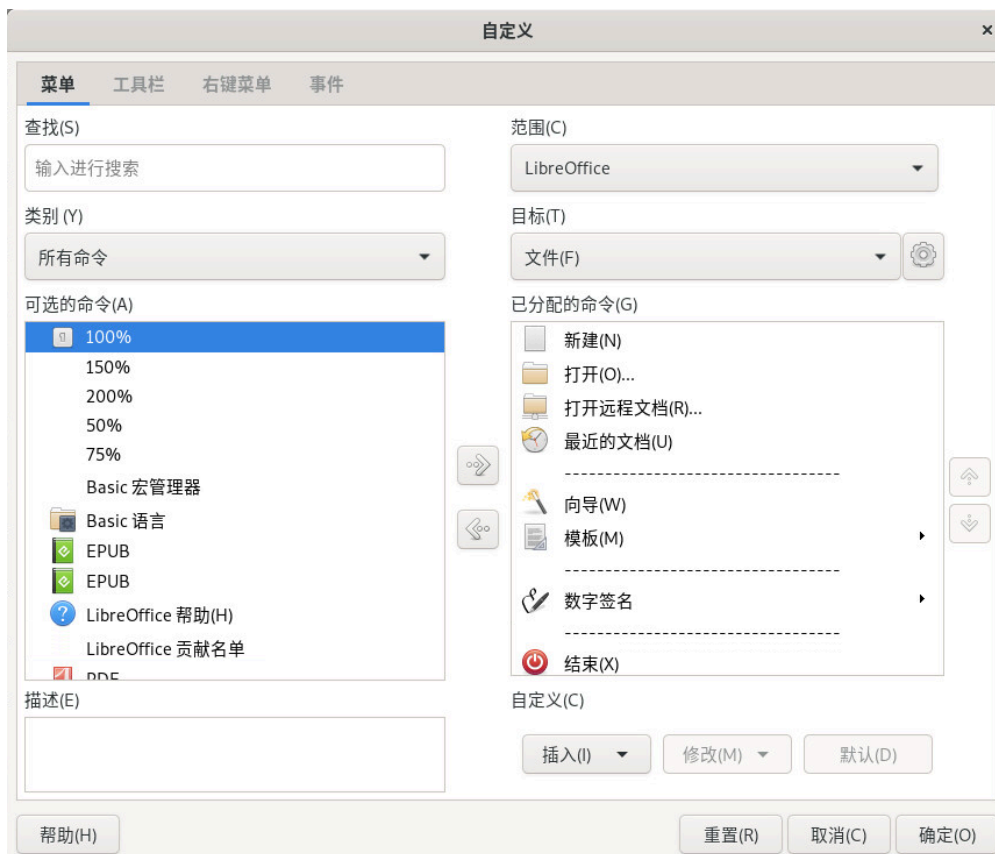 自定义
菜单 工具栏 右键菜单 事件
查找(S)
输入进行搜索
类别 (Y)
所有命令
可选的命令(A)
100%
150%
200%
50%
75%
Basic 宏管理器
Basic 语言
EPUB
EPUB
LibreOffice 帮助(H)
LibreOffice 贡献名单
PDF
描述(E)
范围(C)
LibreOffice
目标(T)
文件(F)
已分配的命令(G)
新建(N)
打开(O)...
打开远程文档(R)...
最近的文档(U)
----------------------------------
向导(W)
模板(M)
----------------------------------
数字签名
----------------------------------
结束(X)
自定义(C)
插入(I) 修改(M) 默认(D)
帮助(H) 重置(R) 取消(C) 确定(O)